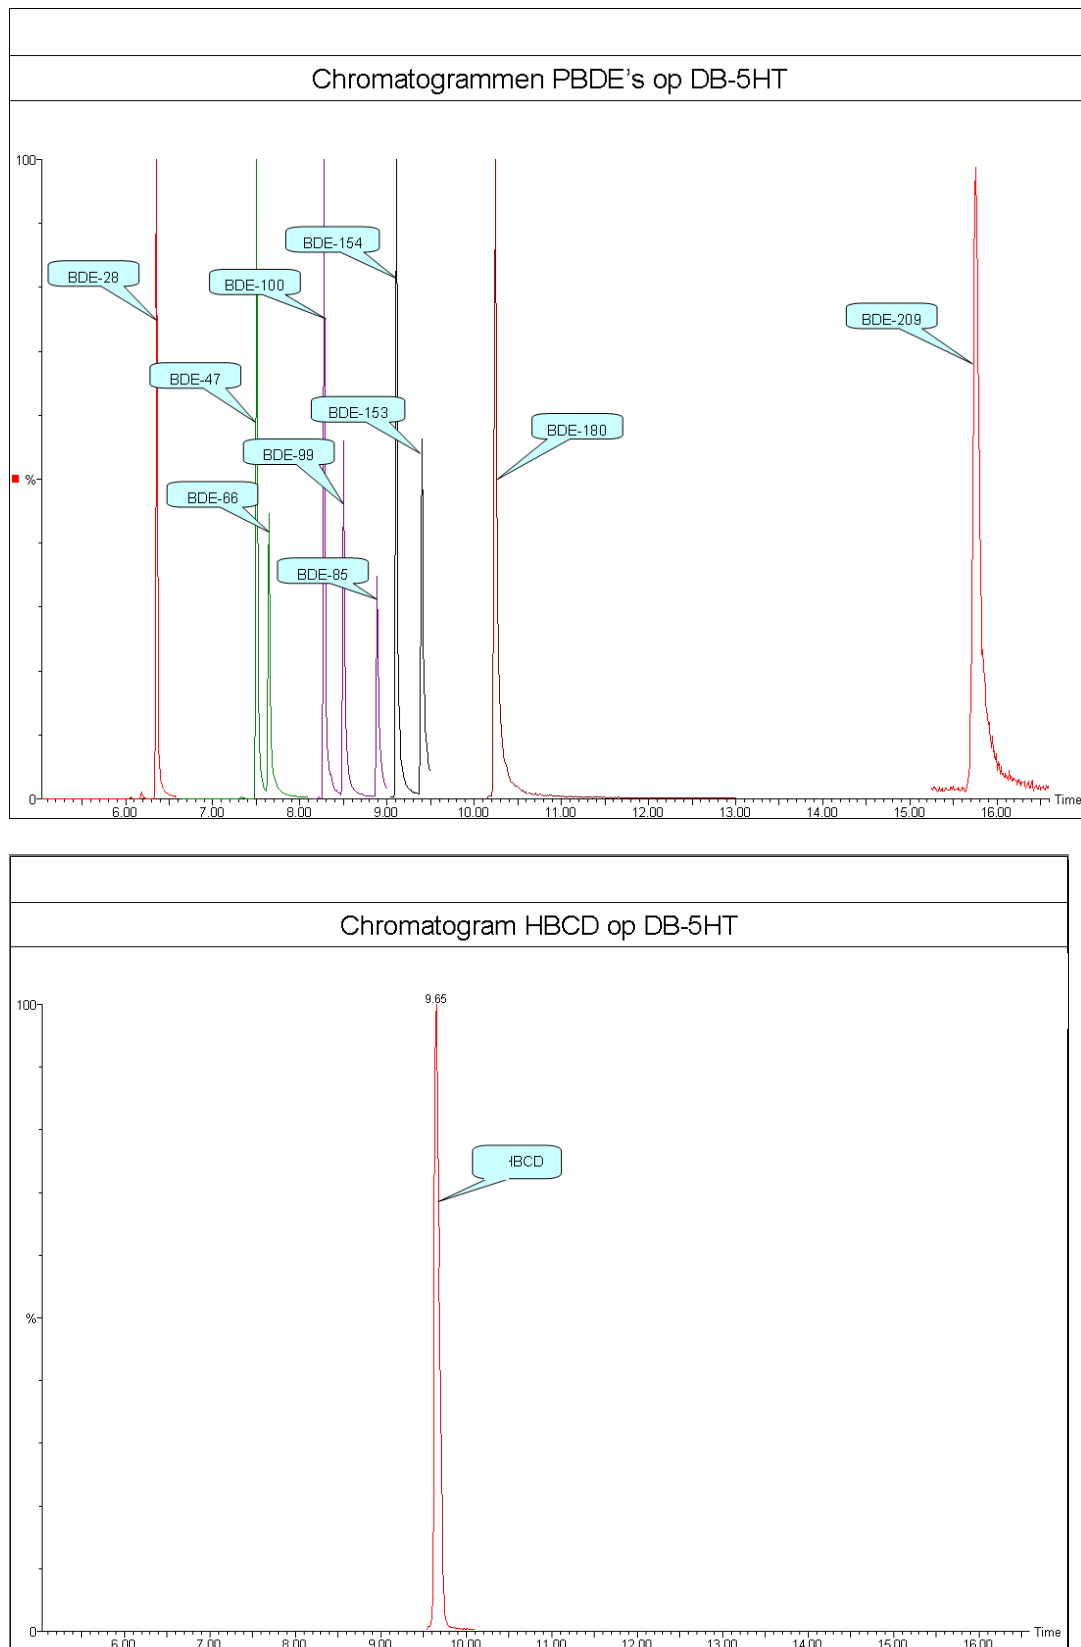 Chromatogrammen PBDE's op DB-5HT
100
BDE-154
BDE-28
BDE-100
BDE-209
BDE-47
BDE-153
BDE-180
BDE-99
%
BDE-66
BDE-85
0
6.00 7.00 8.00 9.00 10.00 11.00 12.00 13.00 14.00 15.00 16.00 Time
Chromatogram HBCD op DB-5HT
9.65
100
HBCD
%
0
6.00 7.00 8.00 9.00 10.00 11.00 12.00 13.00 14.00 15.00 16.00 Time